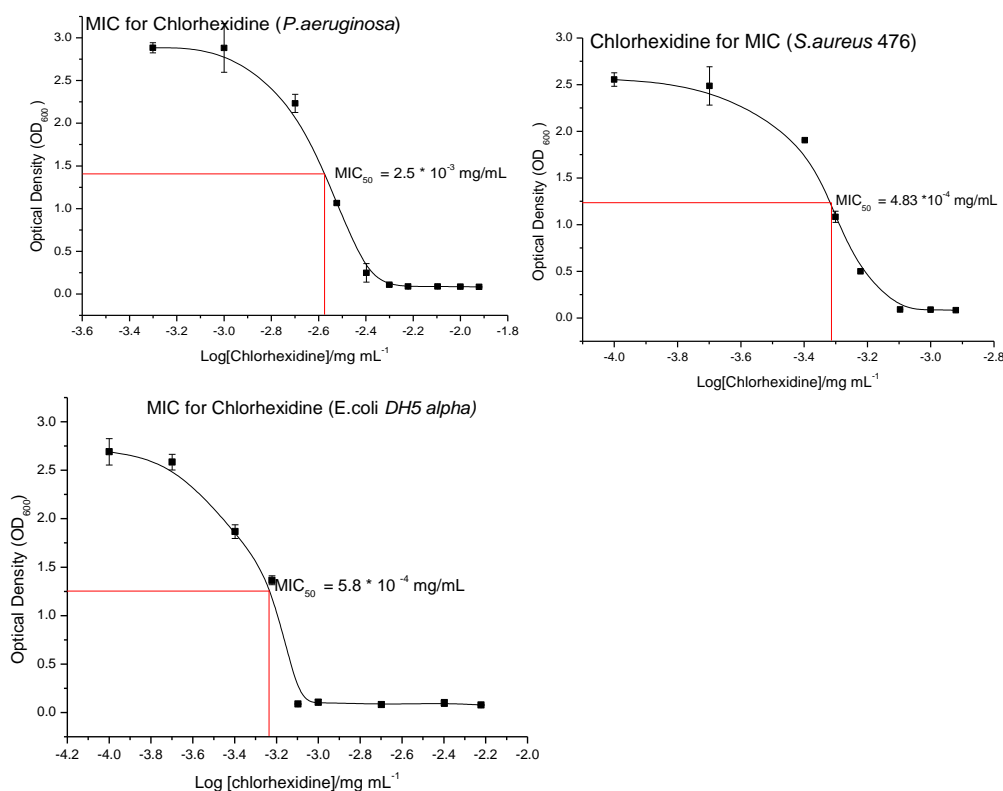 MIC for Chlorhexidine (P.aeruginosa)
3.0
2.5
2.0
1.5
1.0
0.5
0.0
Optical Density (OD600)
MIC50 = 2.5 * 10-3 mg/mL
-3.6 -3.4 -3.2 -3.0 -2.8 -2.6 -2.4 -2.2 -2.0 -1.8
Log[Chlorhexidine]/mg mL-1
Chlorhexidine for MIC (S.aureus 476)
3.0
2.5
2.0
1.5
1.0
0.5
0.0
Optical Density (OD 600)
MIC50 = 4.83 *10-4 mg/mL
-4.0 -3.8 -3.6 -3.4 -3.2 -3.0 -2.8
Log[Chlorhexidine]/mg mL-1
MIC for Chlorhexidine (E.coli DH5 alpha)
3.0
2.5
2.0
1.5
1.0
0.5
0.0
Optical Density (OD600)
MIC50 = 5.8 * 10 -4 mg/mL
-4.2 -4.0 -3.8 -3.6 -3.4 -3.2 -3.0 -2.8 -2.6 -2.4 -2.2 -2.0
Log [chlorhexidine]/mg mL-1